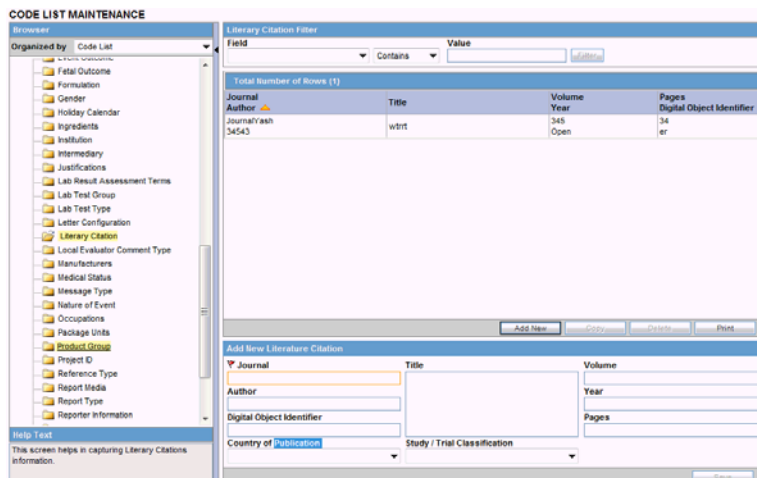 CODE LIST MAINTENANCE
Browser
Organized by Code List
Event Outcome
Fetal Outcome
Formulation
Gender
Holiday Calendar
Ingredients
Institution
Intermediary
Justifications
Lab Result Assessment Terms
Lab Test Group
Lab Test Type
Letter Configuration
Literary Citation
Local Evaluator Comment Type
Manufacturers
Medical Status
Message Type
Nature of Event
Occupations
Package Units
Product Group
Project ID
Reference Type
Report Media
Report Type
Reporter Information
Help Text
This screen helps in capturing Literary Citations
information.
Literary Citation Filter
Field Value
Contains Filter
Total Number of Rows (1)
Journal Title Volume Pages
Author Year Digital Object Identifier
JournalYash wtrrt 345 34
34543 Open er
Add New Copy Delete Print
Add New Literature Citation
Journal Title Volume
Author Year
Digital Object Identifier Pages
Country of Publication Study / Trial Classification
Save